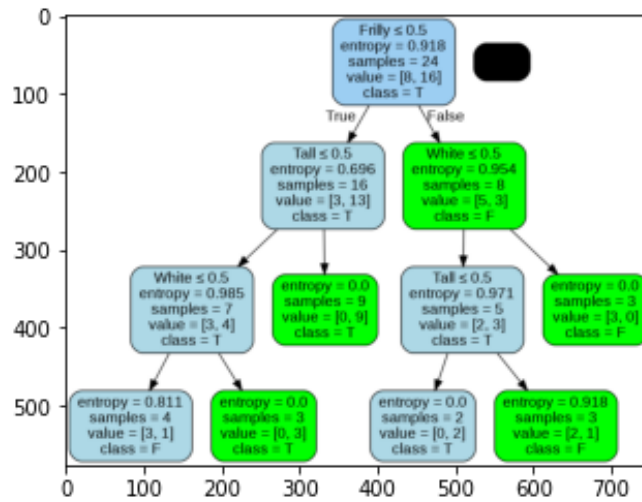 0
100
200
300
400
500
Frilly ≤ 0.5
entropy = 0.918
samples = 24
value = [8, 16]
class = T
True
False
Tall ≤ 0.5
entropy = 0.696
samples = 16
value = [3, 13]
class = T
White ≤ 0.5
entropy = 0.954
samples = 8
value = [5, 3]
class = F
White ≤ 0.5
entropy = 0.985
samples = 7
value = [3, 4]
class = T
entropy = 0.0
samples = 9
value = [0, 9]
class = T
Tall ≤ 0.5
entropy = 0.971
samples = 5
value = [2, 3]
class = T
entropy = 0.0
samples = 3
value = [3, 0]
class = F
entropy = 0.811
samples = 4
value = [3, 1]
class = F
entropy = 0.0
samples = 3
value = [0, 3]
class = T
entropy = 0.0
samples = 2
value = [0, 2]
class = T
entropy = 0.918
samples = 3
value = [2, 1]
class = F
0 100 200 300 400 500 600 700